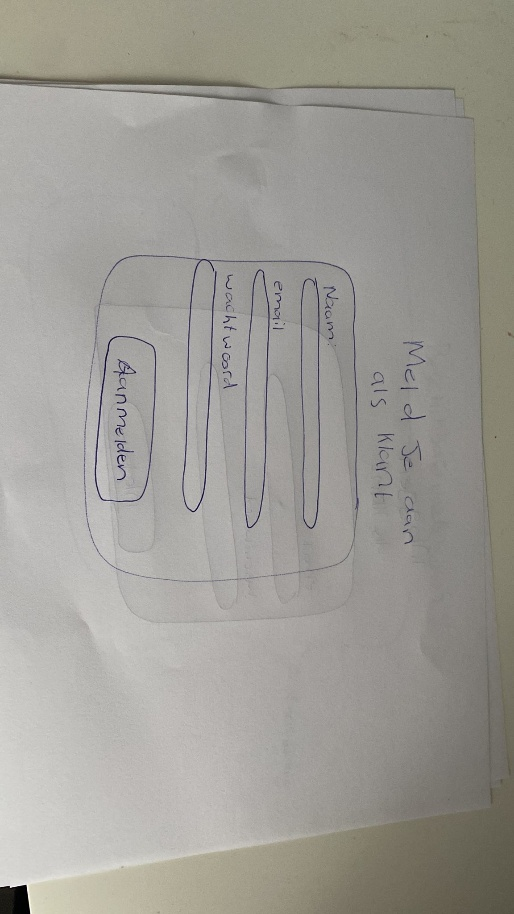 Meld Je aan
als klant
Naam:
email
wachtwoord
Aanmelden